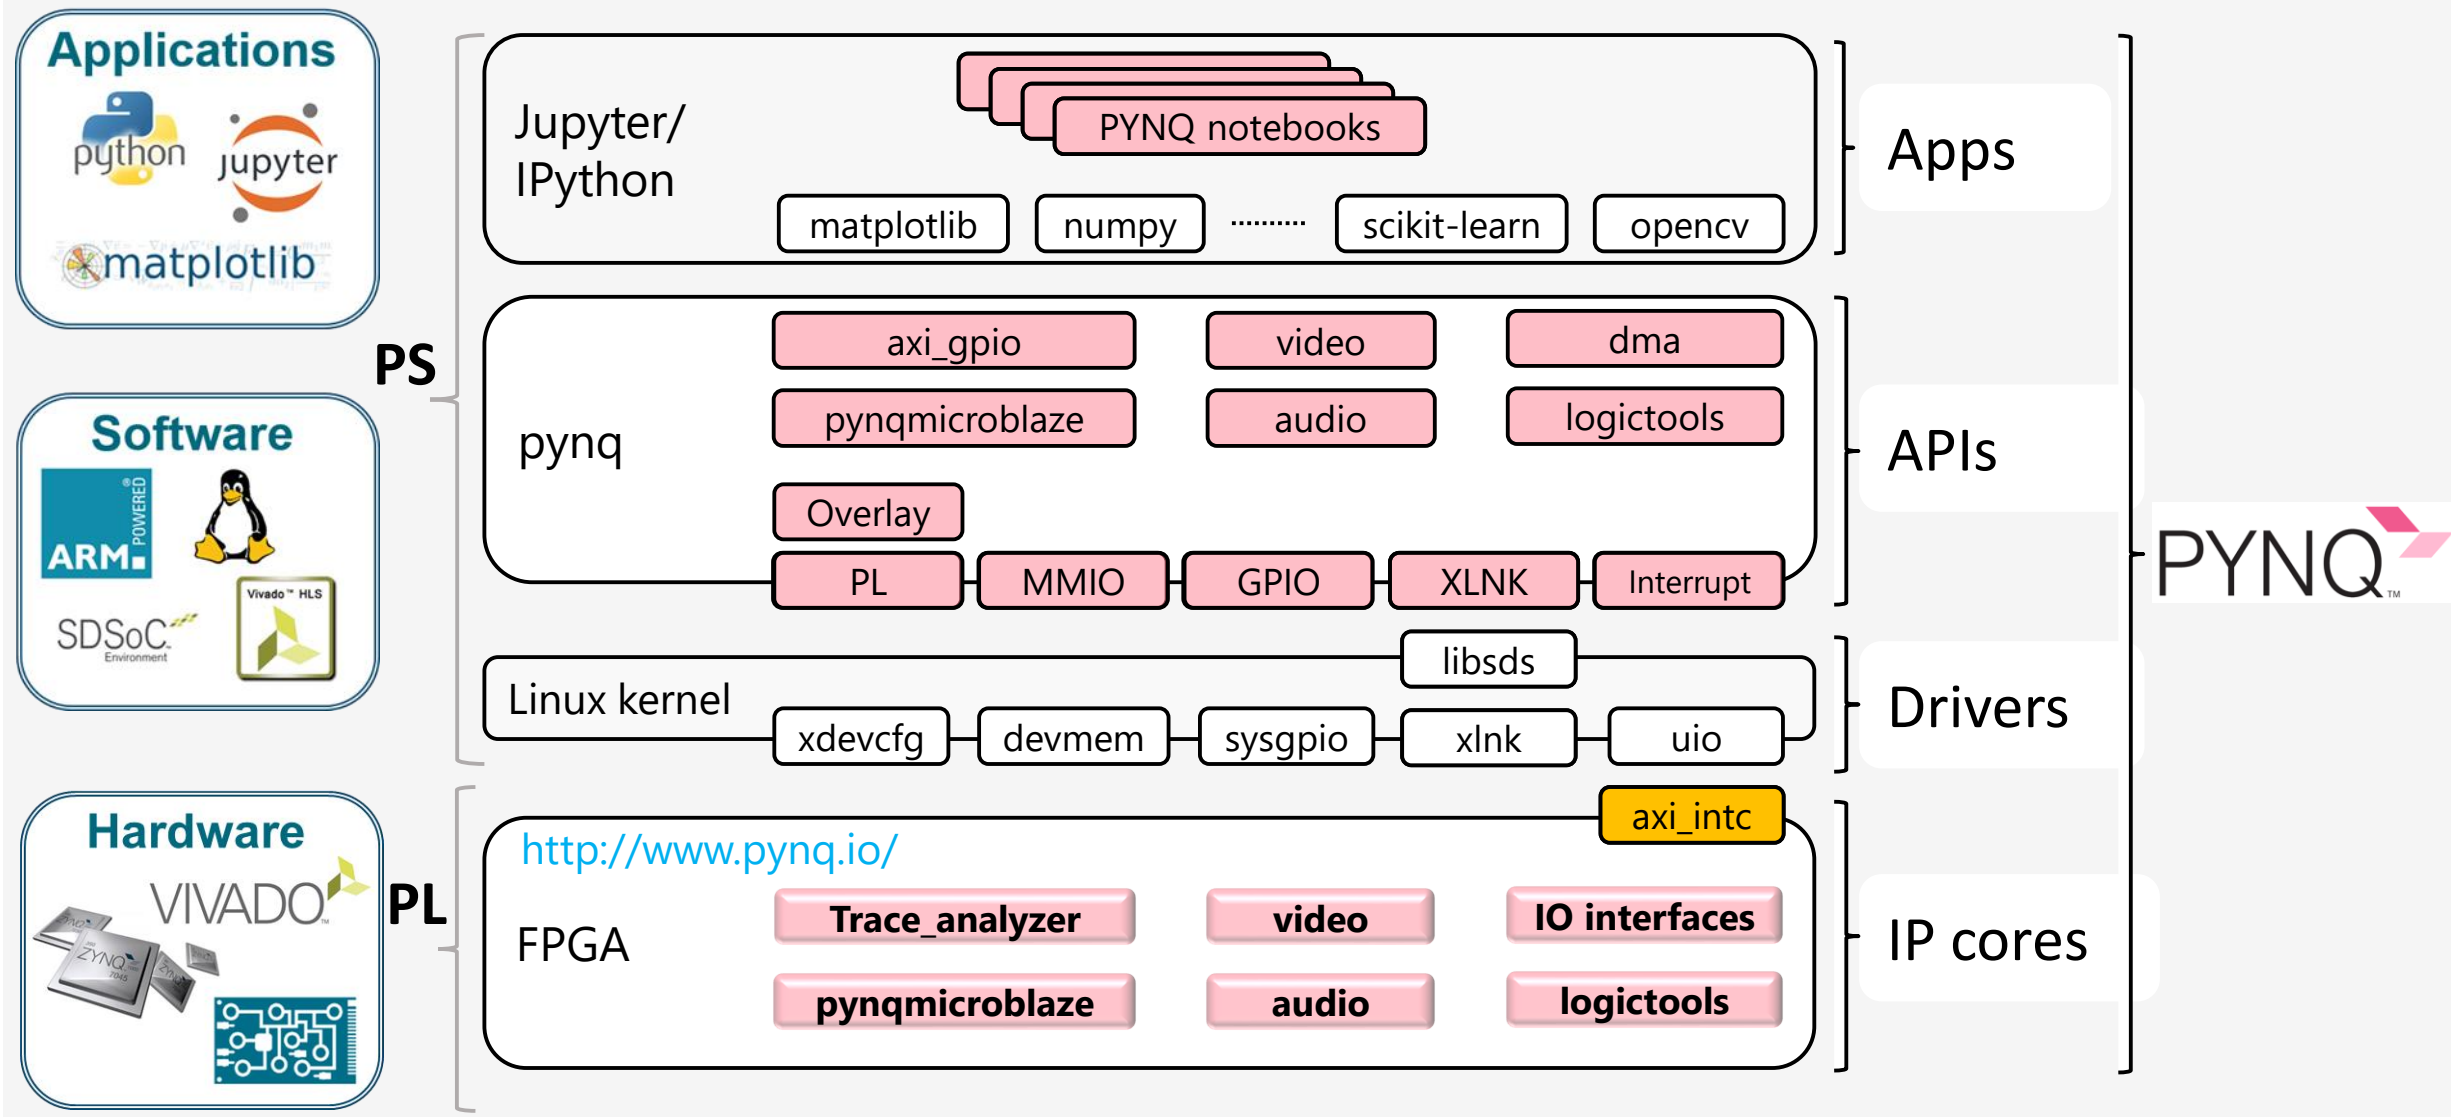 Applications
python
jupyter
matplotlib
Software
ARM
POWERED
®
SDSoC
Environment
Vivado™ HLS
Hardware
VIVADO
ZYNQ
PS
PL
Jupyter/
IPython
PYNQ notebooks
matplotlib
numpy
..........
scikit-learn
opencv
pynq
axi_gpio
video
dma
pynqmicroblaze
audio
logictools
Overlay
PL
MMIO
GPIO
XLNK
Interrupt
Linux kernel
libsds
xdevcfg
devmem
sysgpio
xlnk
uio
axi_intc
http://www.pynq.io/
FPGA
Trace_analyzer
video
IO interfaces
pynqmicroblaze
audio
logictools
Apps
APIs
Drivers
IP cores
PYNQ™